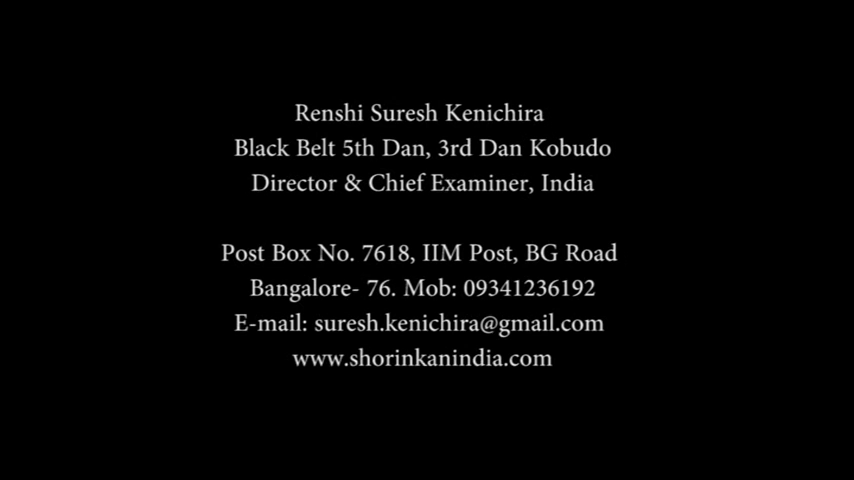 Renshi Suresh Kenichira
Black Belt 5th Dan, 3rd Dan Kobudo
Director & Chief Examiner, India
Post Box No. 7618, IIM Post, BG Road
Bangalore- 76. Mob: 09341236192
E-mail: suresh.kenichira@gmail.com
www.shorinkanindia.com